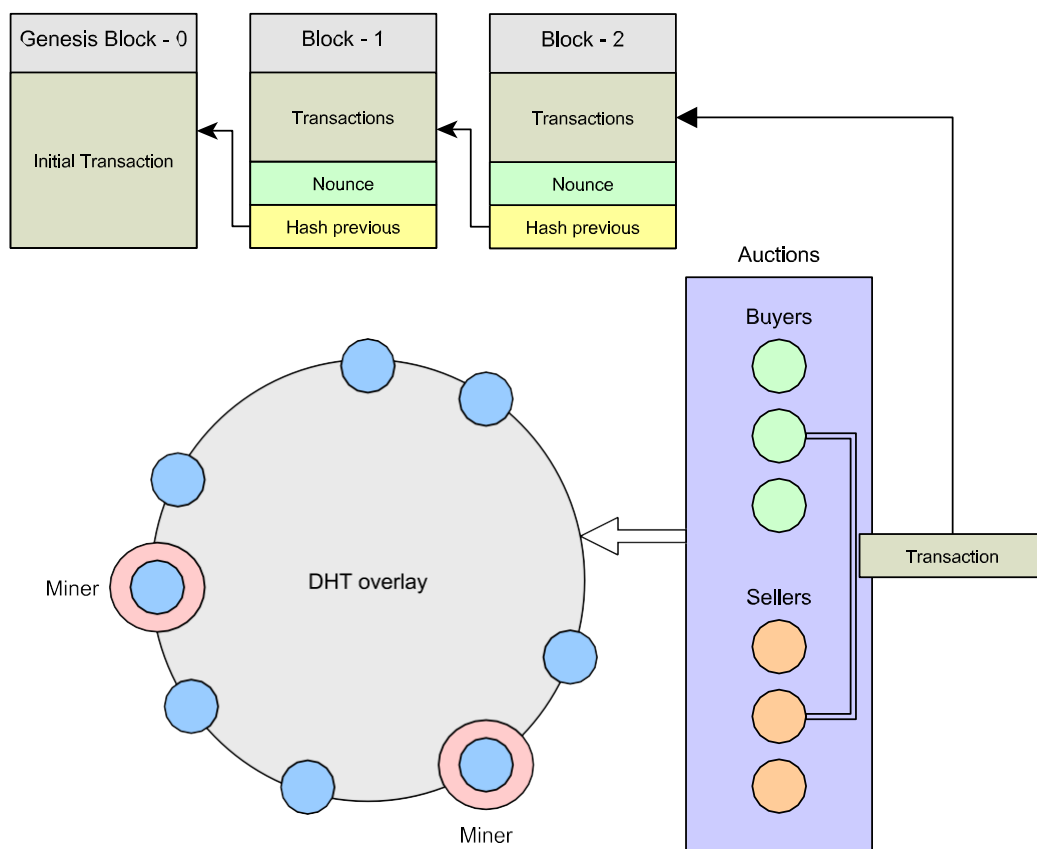 Genesis Block - 0
Block - 1
Block - 2
Initial Transaction
Transactions
Transactions
Nounce
Nounce
Hash previous
Hash previous
Auctions
Buyers
DHT overlay
Miner
Transaction
Sellers
Miner